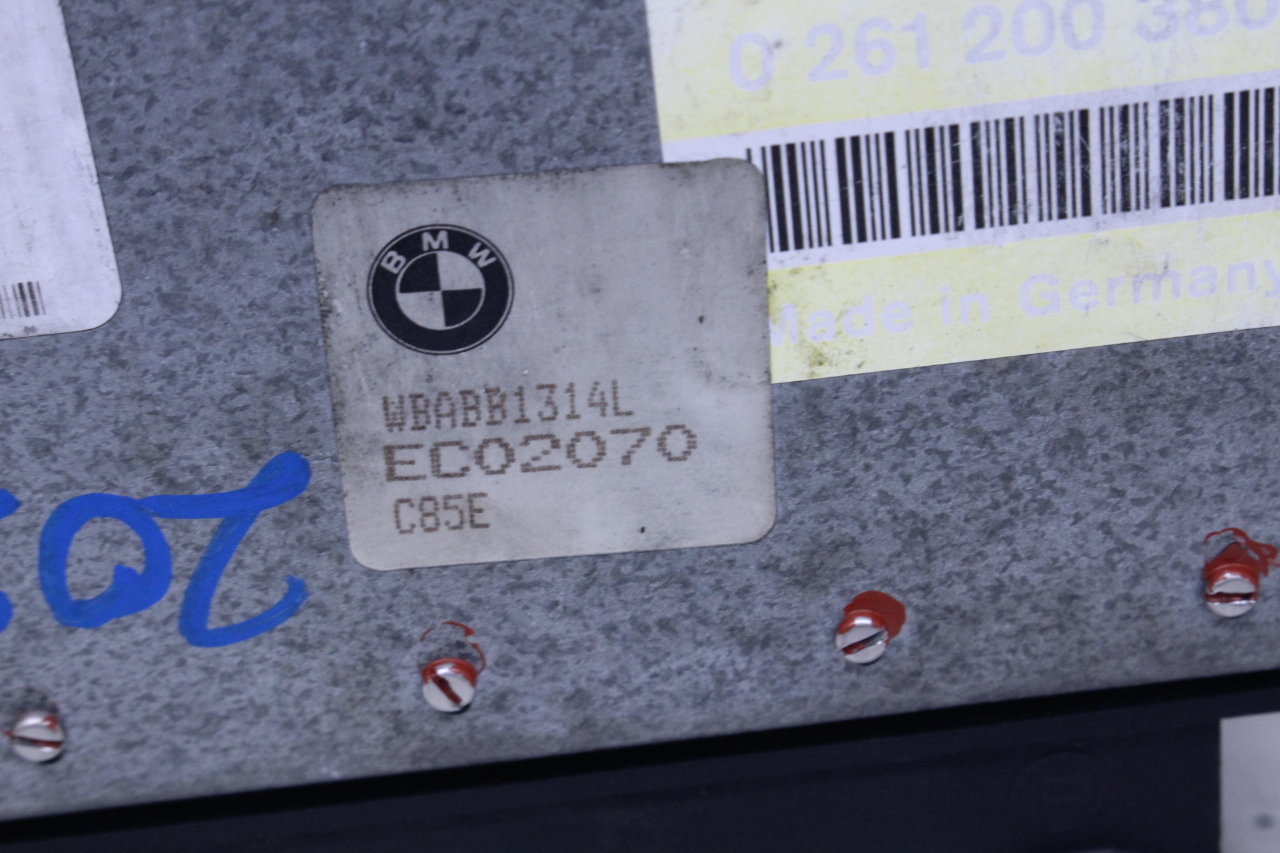 0 261 200 380
Made in Germany
BMW
WBABB1314L
EC02070
C85E